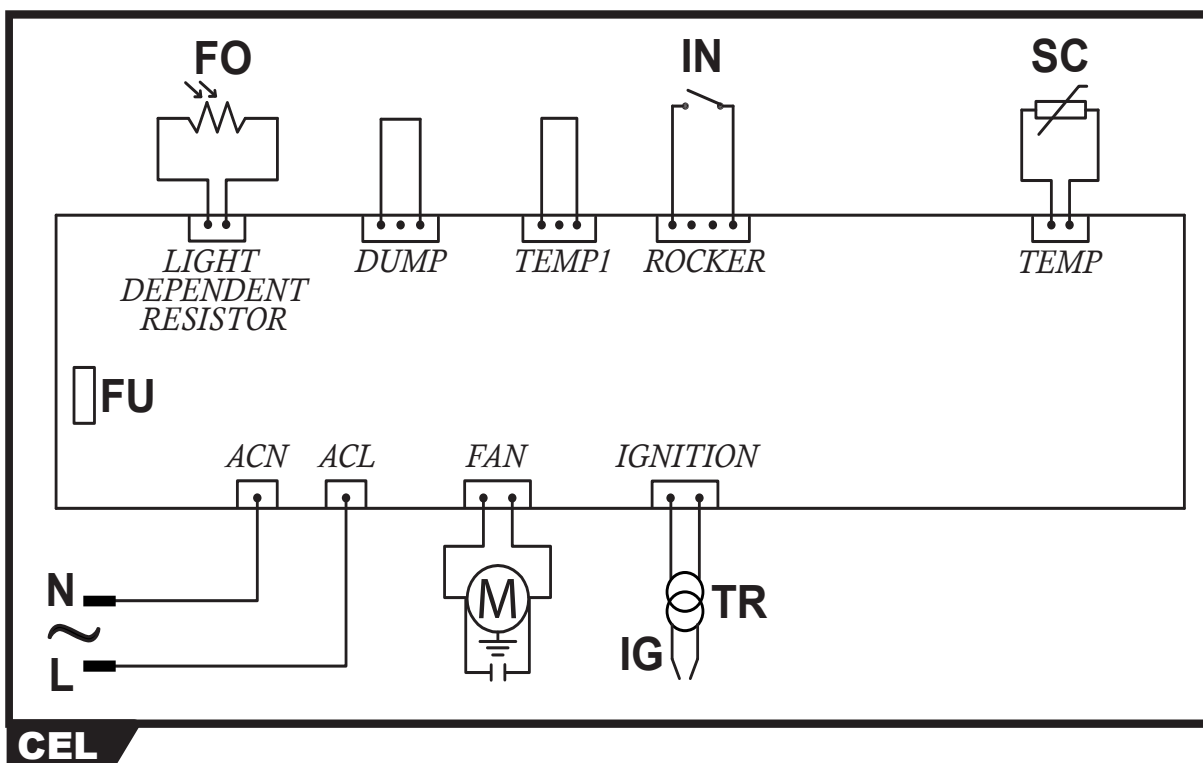 FO
IN
SC
LIGHT
DEPENDENT
RESISTOR
DUMP
TEMP1
ROCKER
TEMP
FU
ACN
ACL
FAN
IGNITION
N
~
L
M
TR
IG
CEL